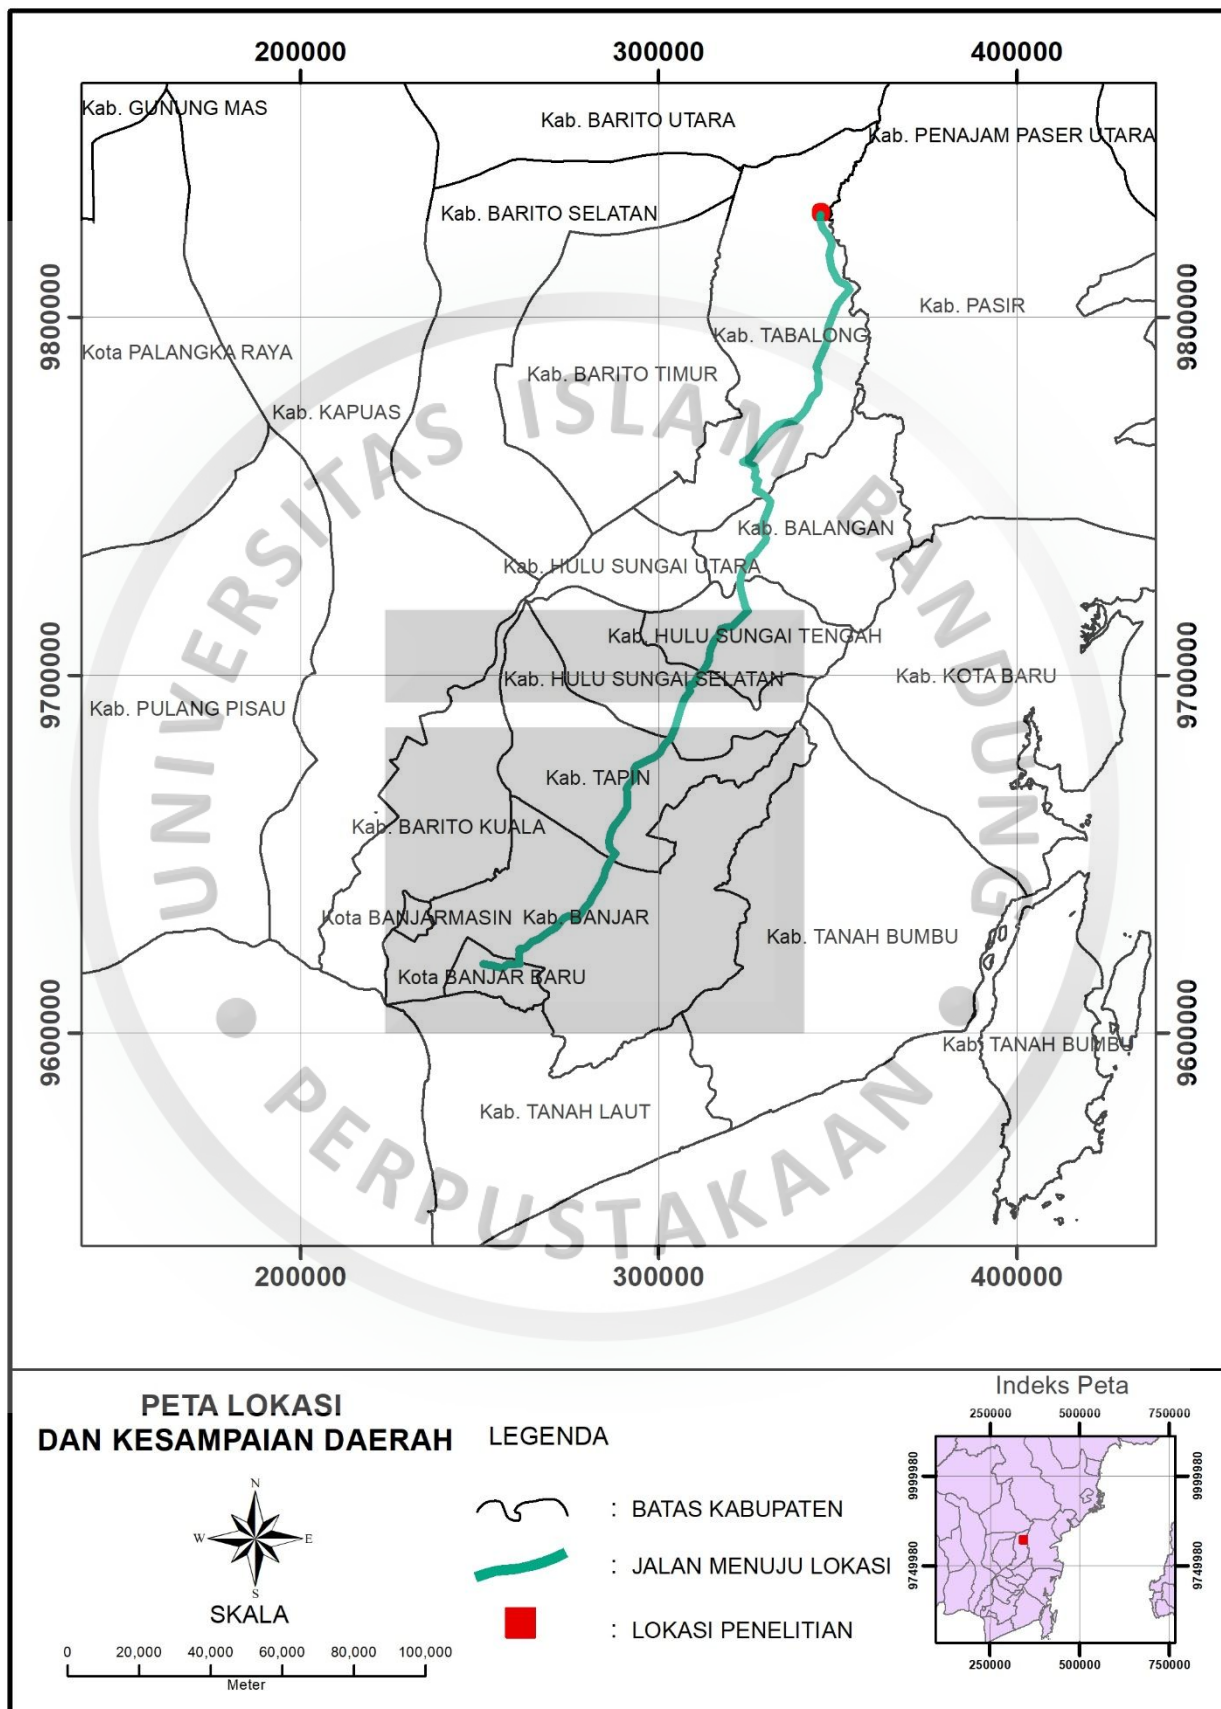 200000 300000 400000
Kab. GUNUNG MAS
Kab. BARITO UTARA
Kab. PENAJAM PASER UTARA
Kab. BARITO SELATAN
9800000
9800000
Kab. PASIR
Kab. TABALONG
Kota PALANGKA RAYA
Kab. BARITO TIMUR
Kab. KAPUAS
Kab. BALANGAN
Kab. HULU SUNGAI UTARA
Kab. HULU SUNGAI TENGAH
9700000
9700000
Kab. HULU SUNGAI SELATAN
Kab. KOTA BARU
Kab. PULANG PISAU
Kab. TAPIN
Kab. BARITO KUALA
Kota BANJARMASIN
Kab. BANJAR
Kab. TANAH BUMBU
Kota BANJAR BARU
9600000
9600000
Kab. TANAH BUMBU
Kab. TANAH LAUT
200000 300000 400000
UNIVERSITAS ISLAM BANDUNG
PERPUSTAKAAN
PETA LOKASI
DAN KESAMPAIAN DAERAH
N
W E
S
SKALA
0 20,000 40,000 60,000 80,000 100,000
Meter
LEGENDA
: BATAS KABUPATEN
: JALAN MENUJU LOKASI
: LOKASI PENELITIAN
Indeks Peta
250000 500000 750000
9999980
9999980
9749980
9749980
250000 500000 750000